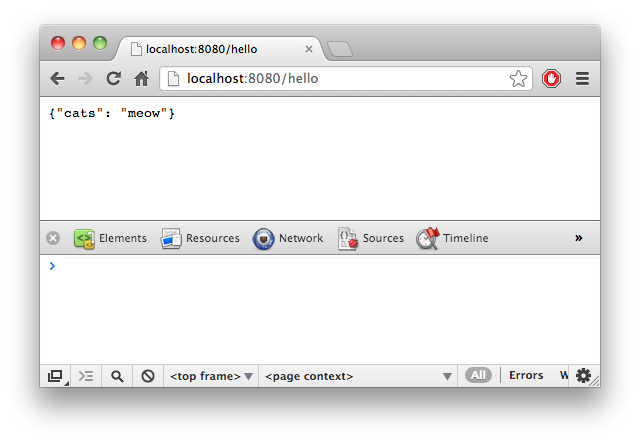 localhost:8080/hello
localhost:8080/hello
{"cats": "meow"}
Elements Resources Network Sources Timeline »
<top frame> <page context> All Errors W